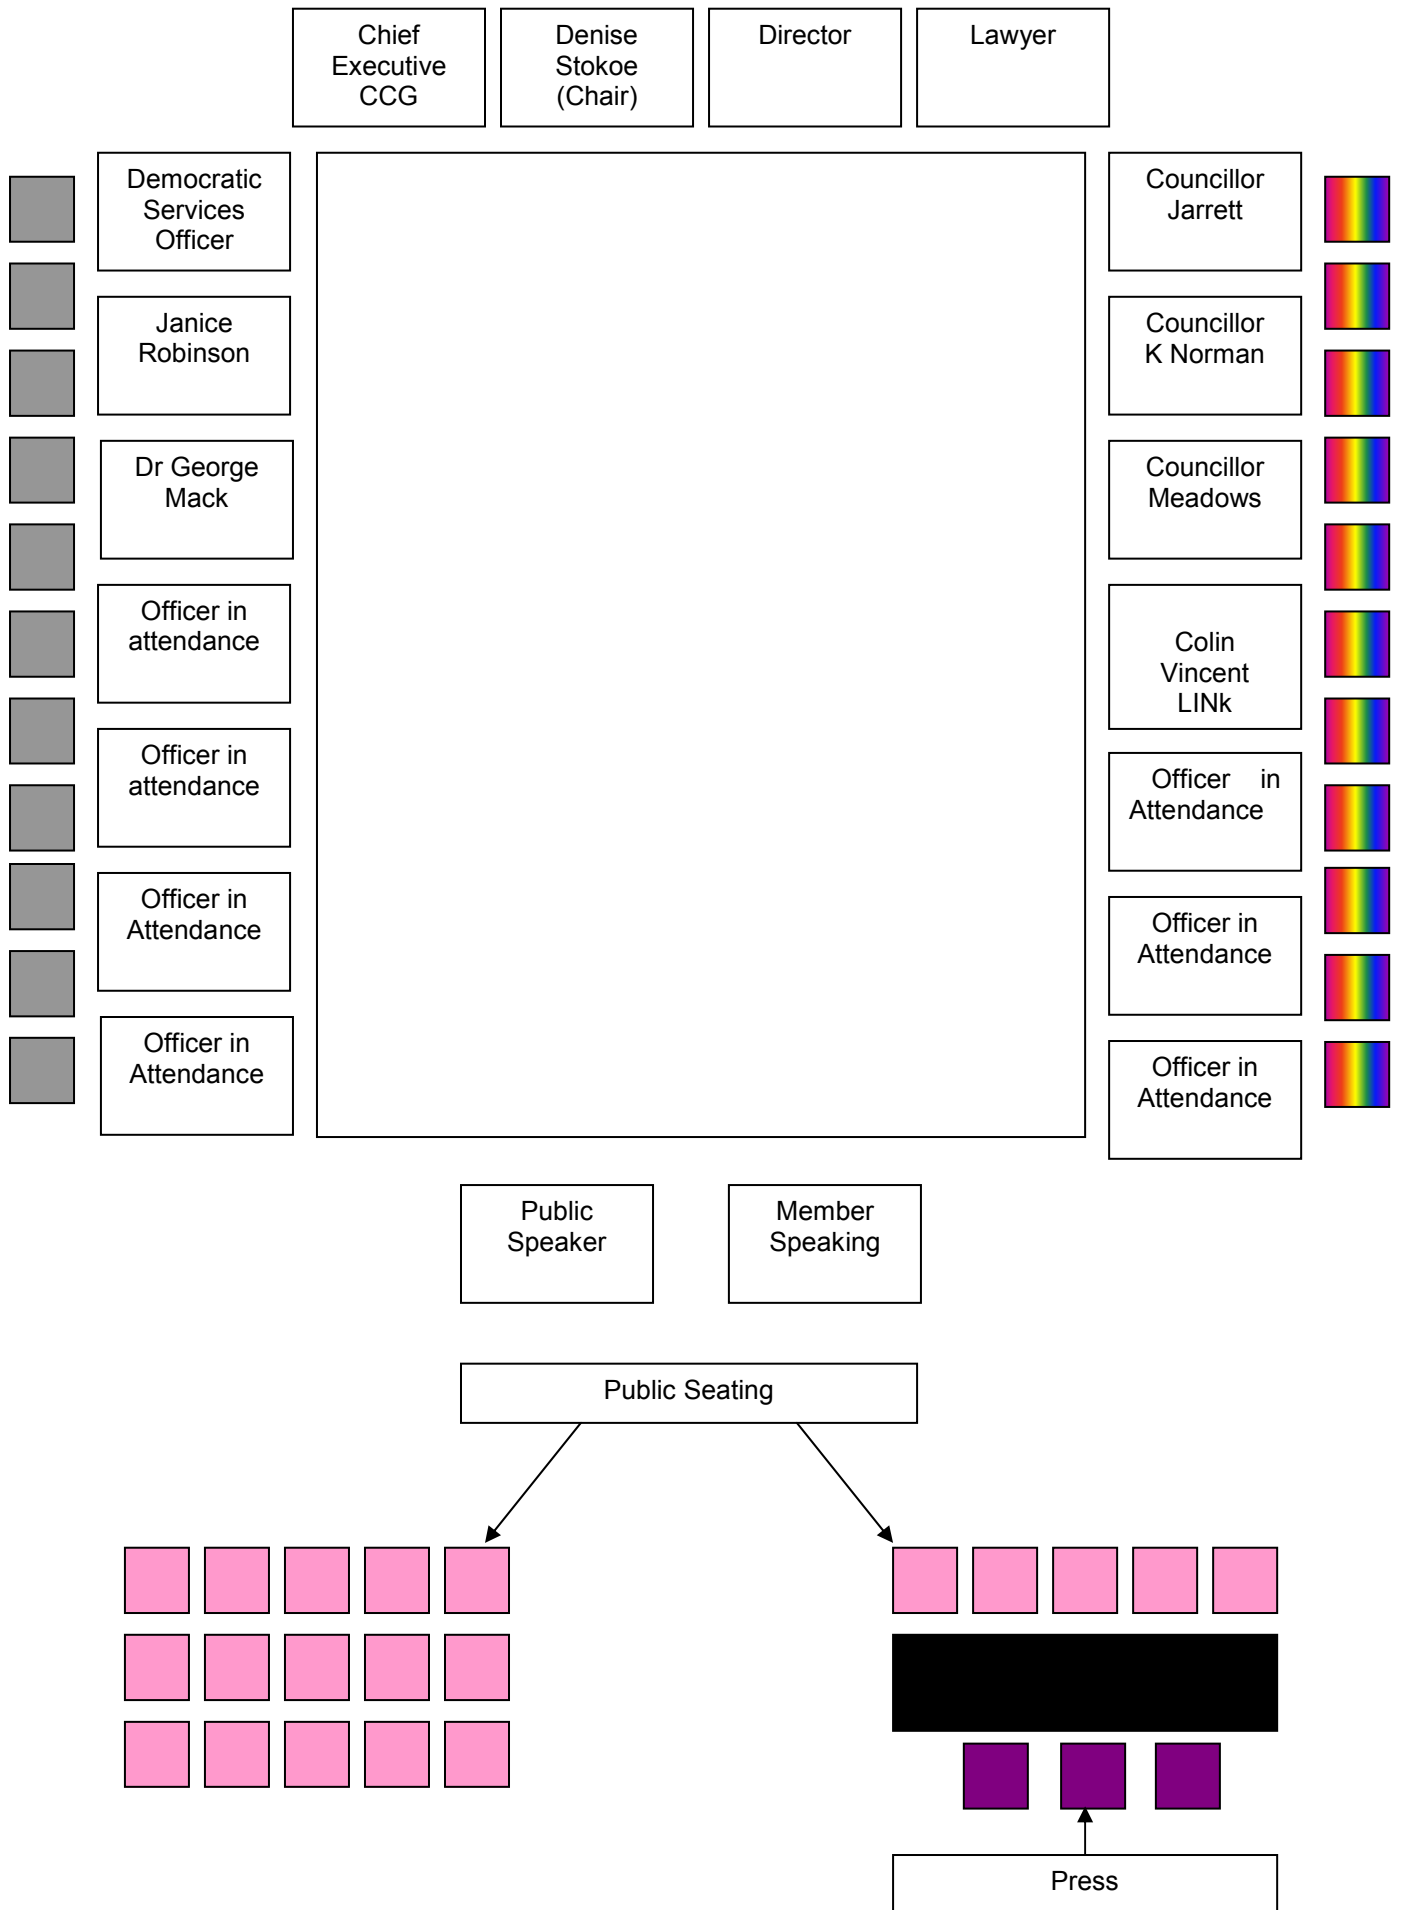 Chief
Executive
CCG
Denise
Stokoe
(Chair)
Director
Lawyer
Democratic
Services
Officer
Janice
Robinson
Dr George
Mack
Officer in
attendance
Officer in
attendance
Officer in
Attendance
Officer in
Attendance
Councillor
Jarrett
Councillor
K Norman
Councillor
Meadows
Colin
Vincent
LINk
Officer in
Attendance
Officer in
Attendance
Officer in
Attendance
Public
Speaker
Member
Speaking
Public Seating
Press